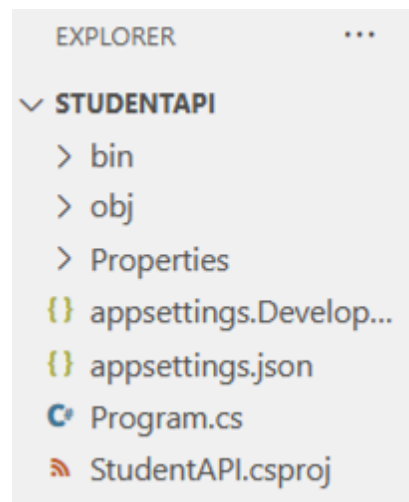 EXPLORER ...
STUDENTAPI
bin
obj
Properties
{} appsettings.Develop...
{} appsettings.json
C# Program.cs
StudentAPI.csproj